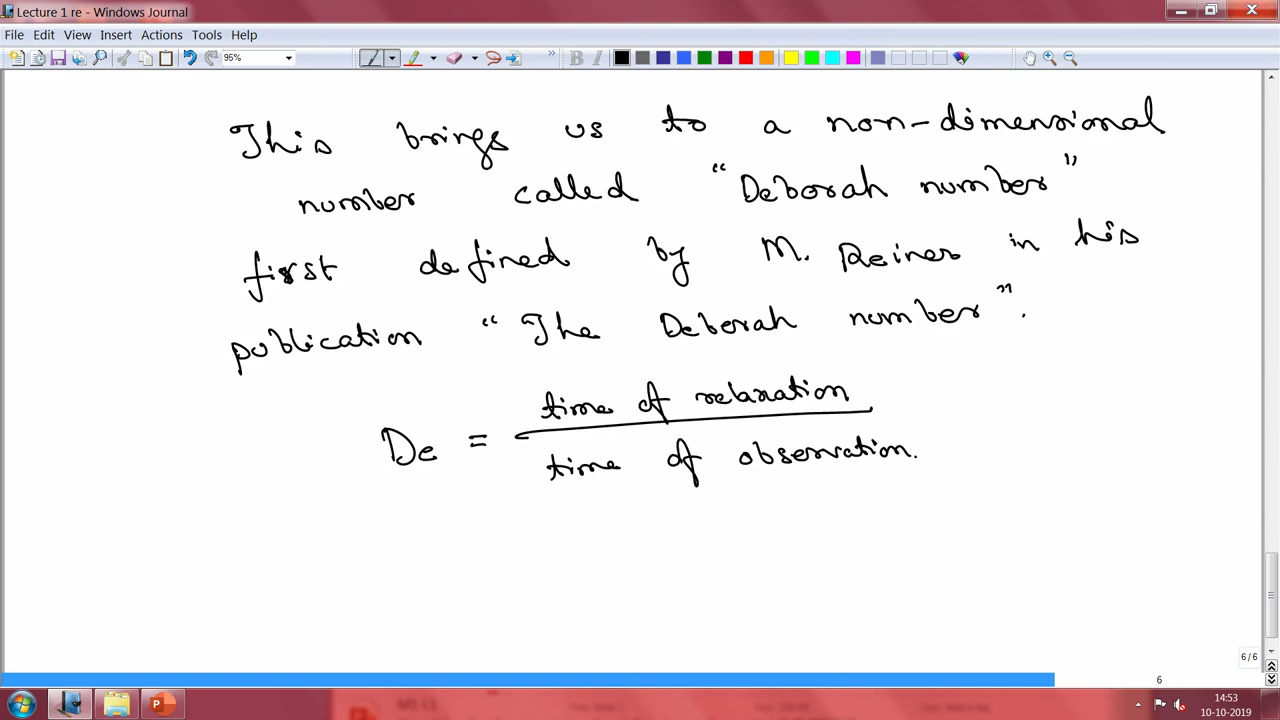 Lecture 1 re - Windows Journal
File Edit View Insert Actions Tools Help
95%
This brings us to a non-dimensional
number called "Deborah number"
first defined by M. Reiner in his
publication "The Deborah number".
De = time of relaxation
time of observation.
6/6
6
14:53
10-10-2019